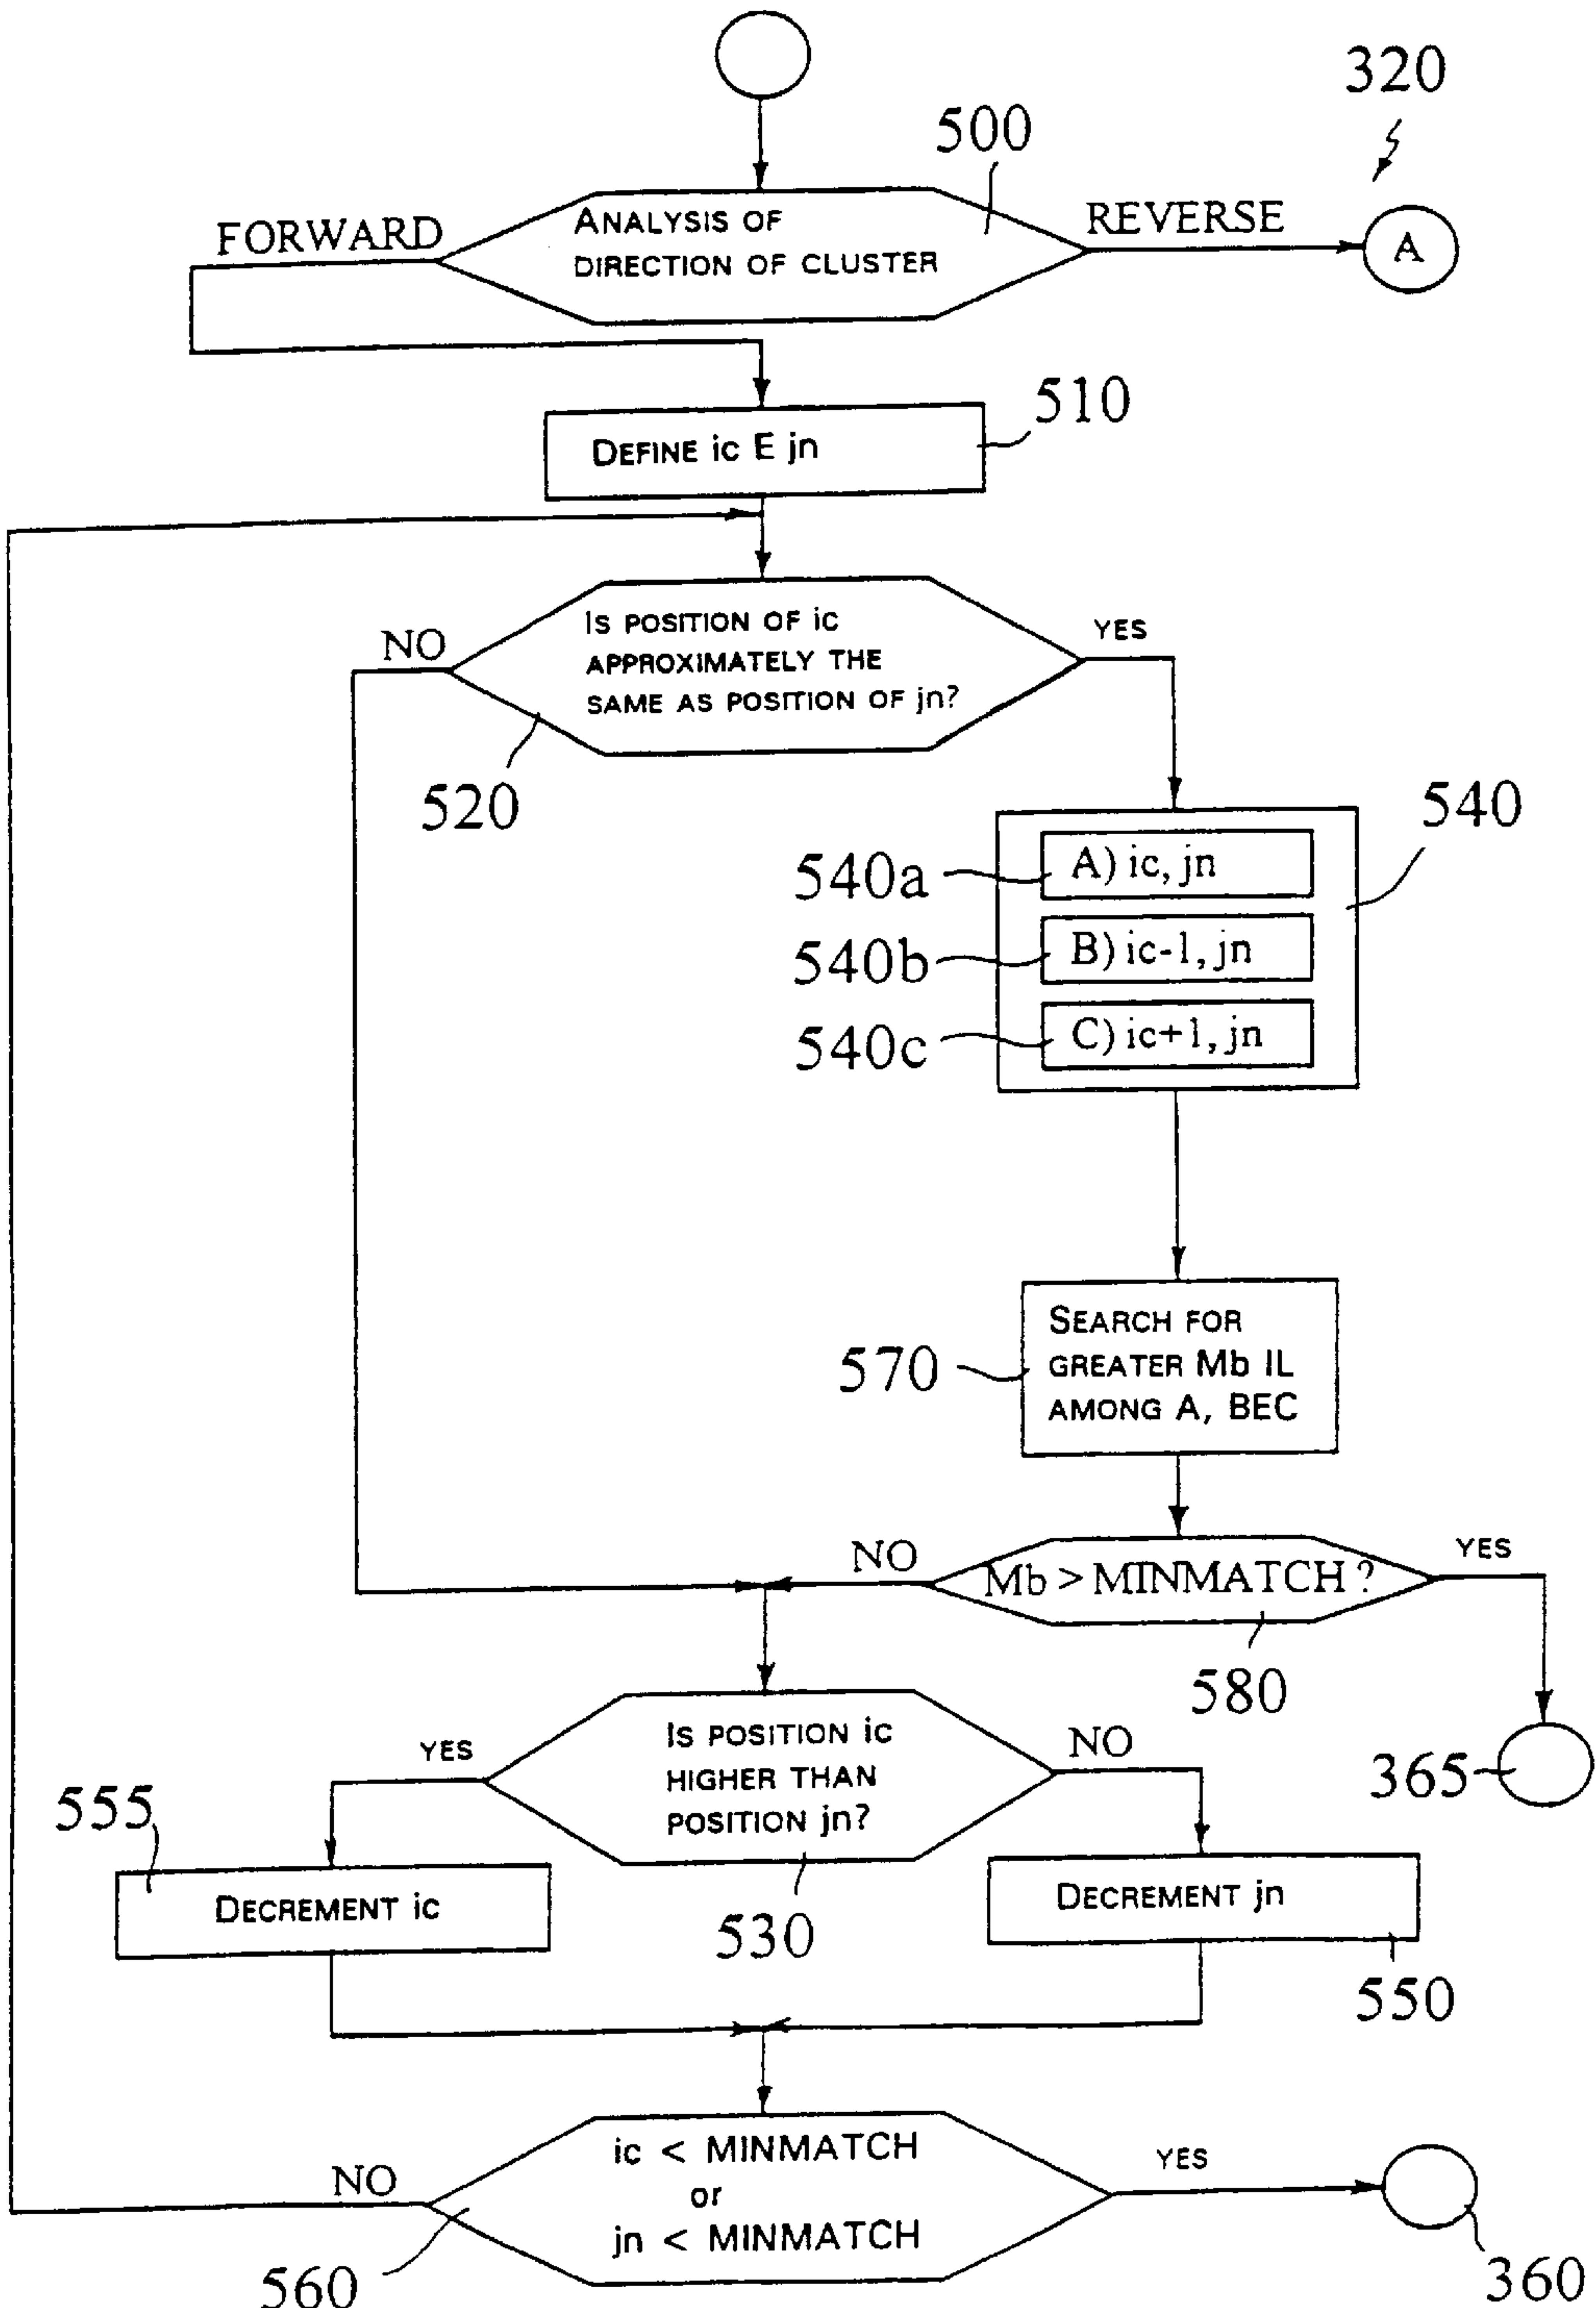 320
500
FORWARD
ANALYSIS OF
DIRECTION OF CLUSTER
REVERSE
A
510
DEFINE ic E jn
NO
IS POSITION OF ic
APPROXIMATELY THE
SAME AS POSITION OF jn?
YES
520
540
540a
A) ic, jn
540b
B) ic-1, jn
540c
C) ic+1, jn
570
SEARCH FOR
GREATER Mb IL
AMONG A, BEC
NO
Mb > MINMATCH ?
YES
580
365
YES
IS POSITION ic
HIGHER THAN
POSITION jn?
NO
555
DECREMENT ic
530
DECREMENT jn
550
NO
ic < MINMATCH
or
jn < MINMATCH
YES
560
360